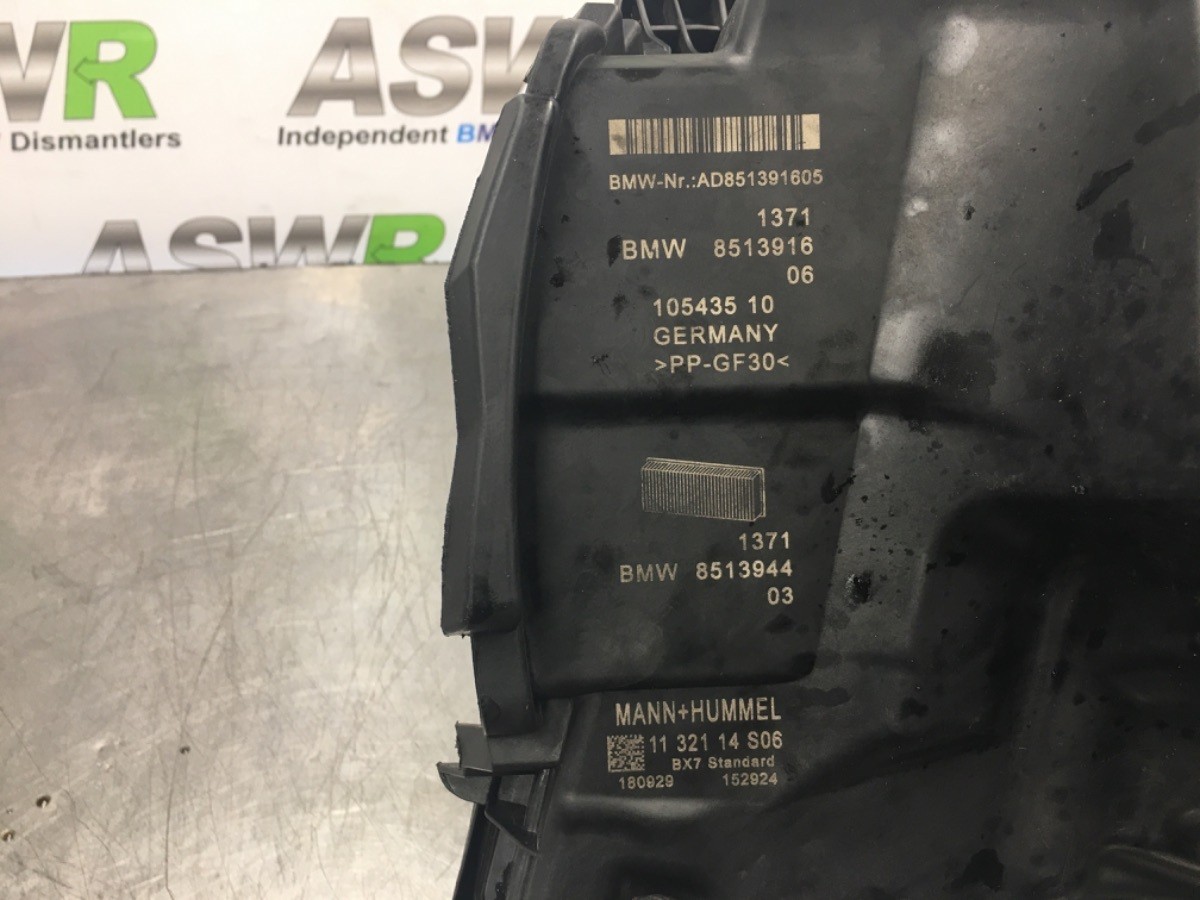 WR
Dismantlers
ASW
Independent BM
ASWR
BMW-Nr.:AD851391605
1371
BMW 8513916
06
105435 10
GERMANY
>PP-GF30<
1371
BMW 8513944
03
MANN+HUMMEL
11 321 14 S06
BX7 Standard
180929 152924